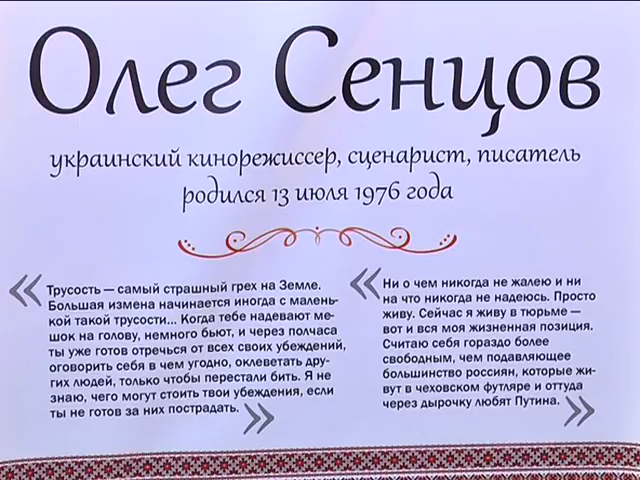 Олег Сенцов
украинский кинорежиссер, сценарист, писатель
родился 13 июля 1976 года
« Трусость — самый страшный грех на Земле.
Большая измена начинается иногда с малень-
кой такой трусости... Когда тебе надевают ме-
шок на голову, немного бьют, и через полчаса
ты уже готов отречься от всех своих убеждений,
оговорить себя в чем угодно, оклеветать дру-
гих людей, только чтобы перестали бить. Я не
знаю, чего могут стоить твои убеждения, если
ты не готов за них пострадать. »
« Ни о чем никогда не жалею и ни
на что никогда не надеюсь. Просто
живу. Сейчас я живу в тюрьме —
вот и вся моя жизненная позиция.
Считаю себя гораздо более
свободным, чем подавляющее
большинство россиян, которые жи-
вут в чеховском футляре и оттуда
через дырочку любят Путина. »